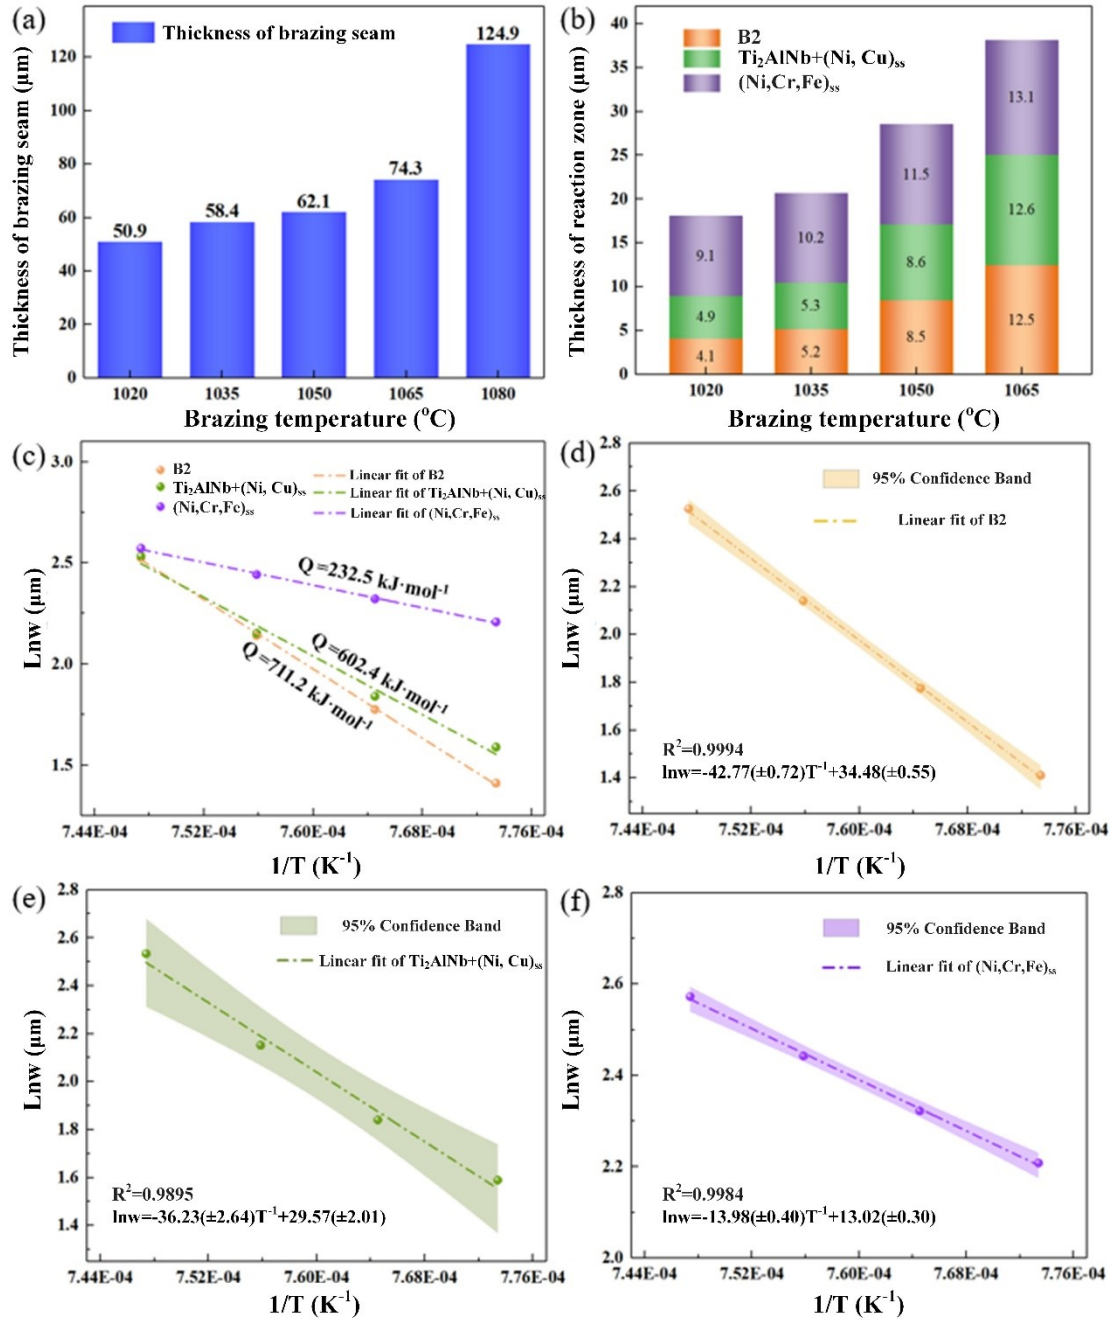 (a)
Thickness of brazing seam
50.9
58.4
62.1
74.3
124.9
120
100
80
60
40
20
0
Thickness of brazing seam (μm)
1020 1035 1050 1065 1080
Brazing temperature (°C)
(b)
B2
Ti₂AlNb+(Ni, Cu)ss
(Ni,Cr,Fe)ss
40
35
30
25
20
15
10
5
0
Thickness of reaction zone (μm)
9.1 10.2 11.5 13.1
4.9 5.3 8.6 12.6
4.1 5.2 8.5 12.5
1020 1035 1050 1065
Brazing temperature (°C)
(c)
B2
Ti₂AlNb+(Ni, Cu)ss
(Ni,Cr,Fe)ss
Linear fit of B2
Linear fit of Ti₂AlNb+(Ni, Cu)ss
Linear fit of (Ni,Cr,Fe)ss
Q=232.5 kJ·mol⁻¹
Q=602.4 kJ·mol⁻¹
Q=711.2 kJ·mol⁻¹
3.0
2.5
2.0
1.5
Lnw (μm)
7.44E-04 7.52E-04 7.60E-04 7.68E-04 7.76E-04
1/T (K⁻¹)
(d)
95% Confidence Band
Linear fit of B2
R²=0.9994
lnw=-42.77(±0.72)T⁻¹+34.48(±0.55)
2.8
2.6
2.4
2.2
2.0
1.8
1.6
1.4
Lnw (μm)
7.44E-04 7.52E-04 7.60E-04 7.68E-04 7.76E-04
1/T (K⁻¹)
(e)
95% Confidence Band
Linear fit of Ti₂AlNb+(Ni, Cu)ss
R²=0.9895
lnw=-36.23(±2.64)T⁻¹+29.57(±2.01)
2.8
2.6
2.4
2.2
2.0
1.8
1.6
1.4
Lnw (μm)
7.44E-04 7.52E-04 7.60E-04 7.68E-04 7.76E-04
1/T (K⁻¹)
(f)
95% Confidence Band
Linear fit of (Ni,Cr,Fe)ss
R²=0.9984
lnw=-13.98(±0.40)T⁻¹+13.02(±0.30)
2.8
2.6
2.4
2.2
2.0
Lnw (μm)
7.44E-04 7.52E-04 7.60E-04 7.68E-04 7.76E-04
1/T (K⁻¹)